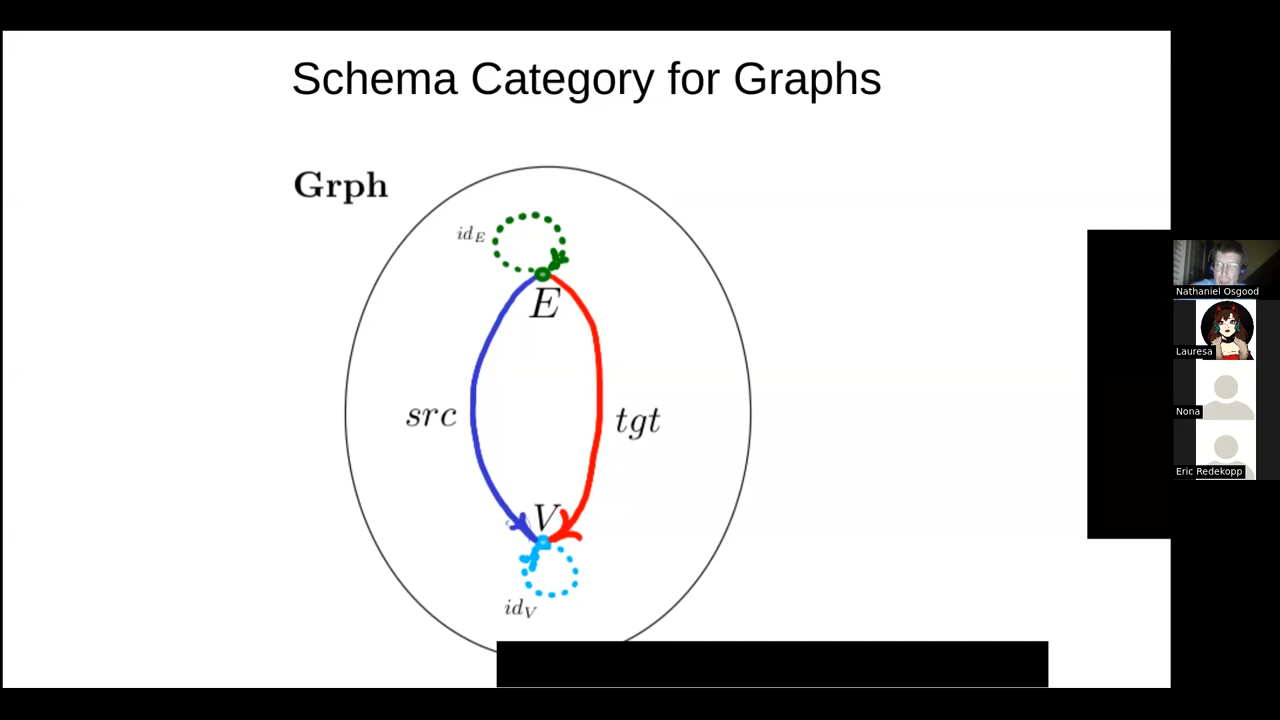 Schema Category for Graphs
Grph
id_E
E
src
tgt
V
id_V
Nathaniel Osgood
Lauresa
Nona
Eric Redekopp